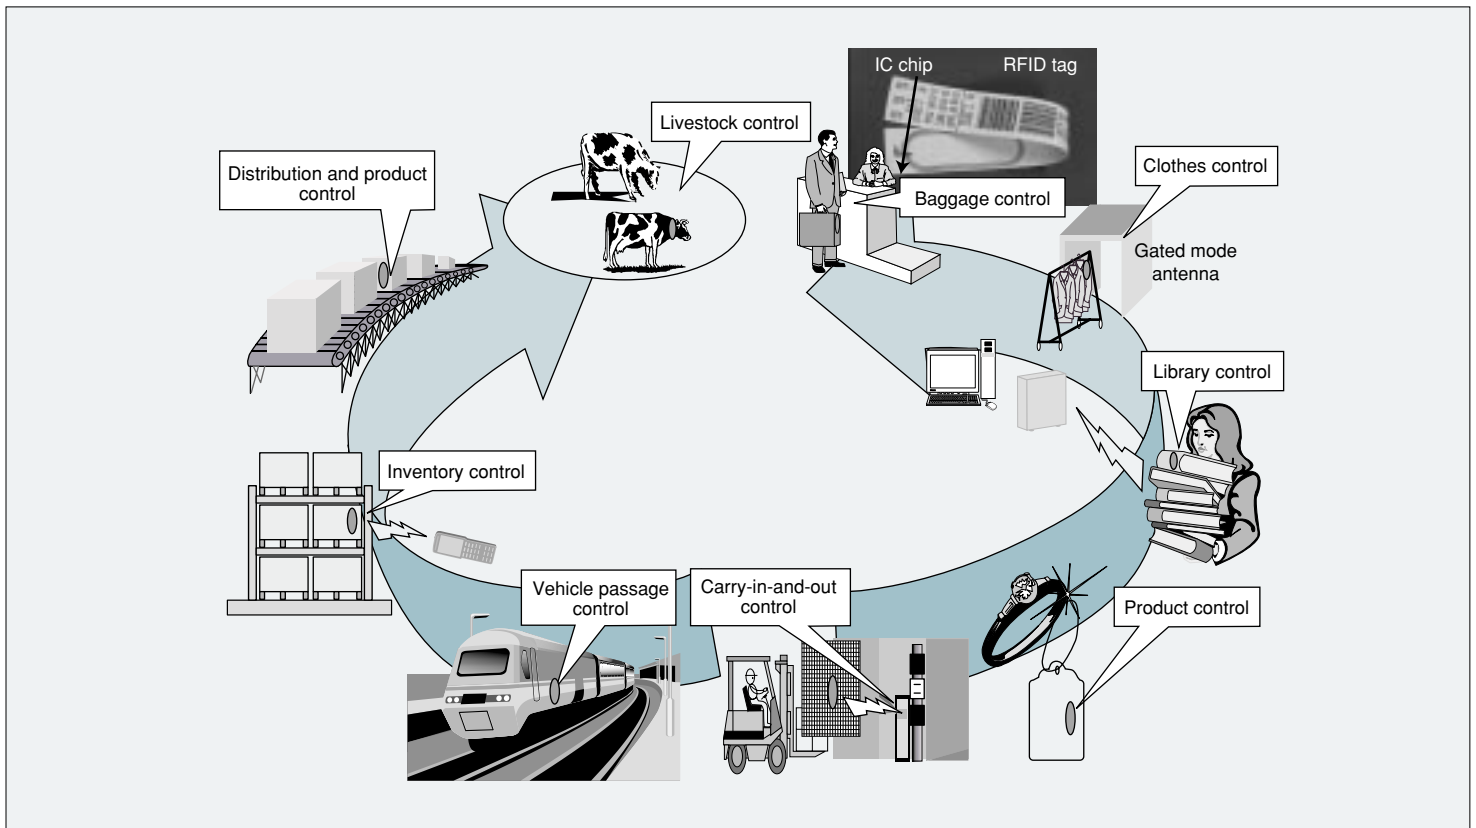 IC chip
RFID tag
Livestock control
Distribution and product
control
Clothes control
Baggage control
Gated mode
antenna
Library control
Inventory control
Vehicle passage
control
Carry-in-and-out
control
Product control